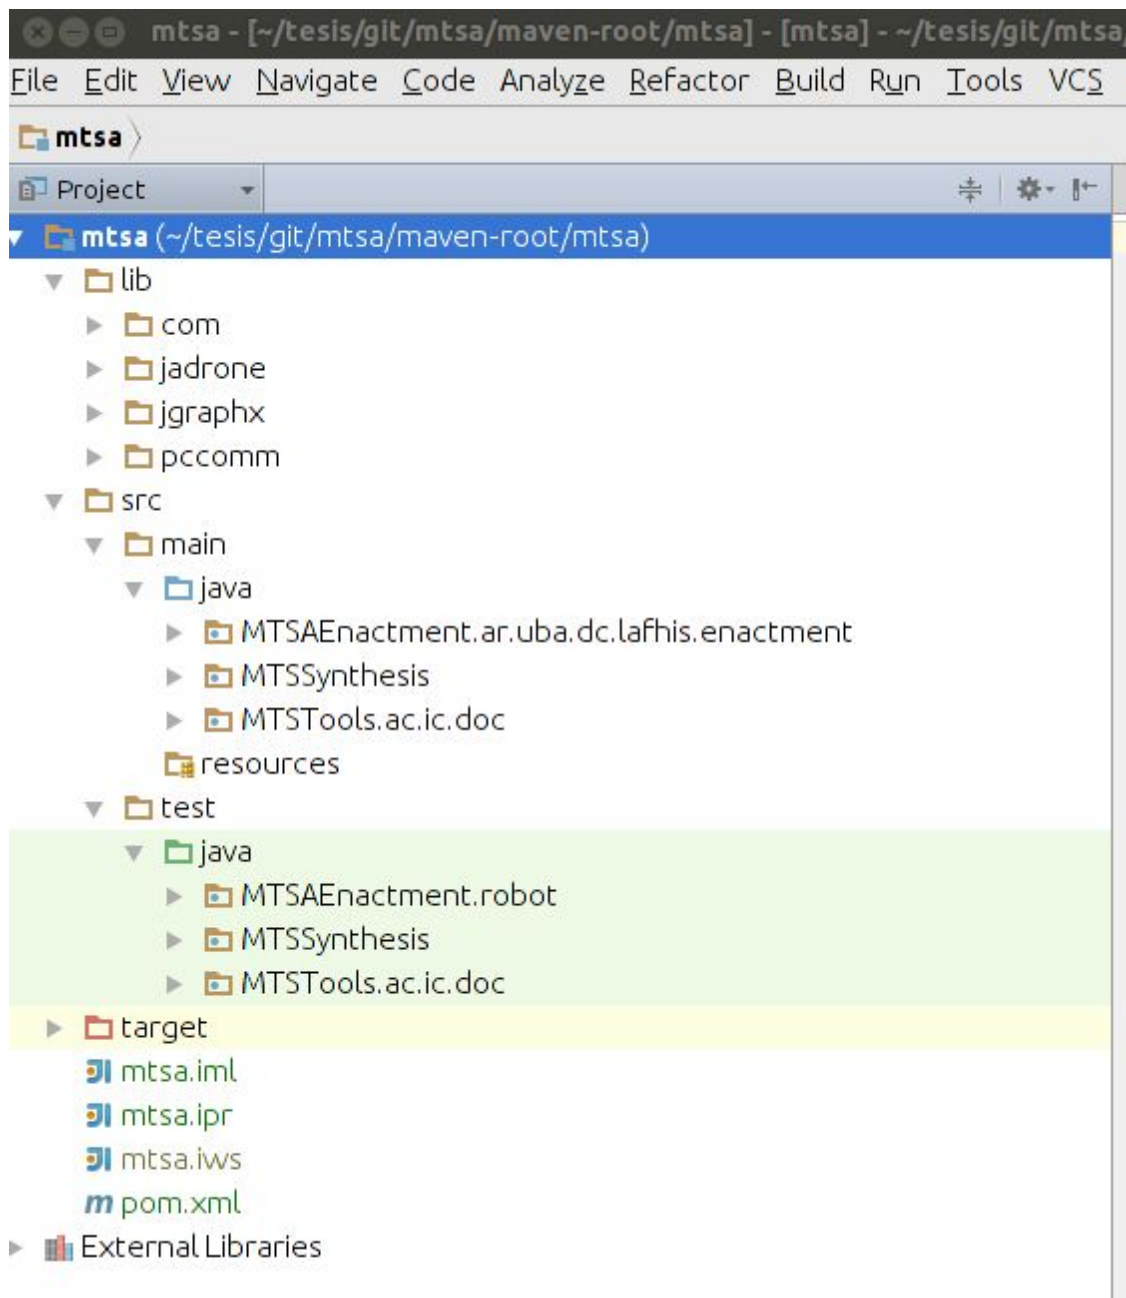 mtsa - [~/tesis/git/mtsa/maven-root/mtsa] - [mtsa] - ~/tesis/git/mtsa/
File Edit View Navigate Code Analyze Refactor Build Run Tools VCS
mtsa
Project
mtsa (~/tesis/git/mtsa/maven-root/mtsa)
lib
com
jadrone
jgraphx
pccomm
src
main
java
MTSAEnactment.ar.uba.dc.lafhis.enactment
MTSSynthesis
MTSTools.ac.ic.doc
resources
test
java
MTSAEnactment.robot
MTSSynthesis
MTSTools.ac.ic.doc
target
mtsa.iml
mtsa.ipr
mtsa.iws
pom.xml
External Libraries